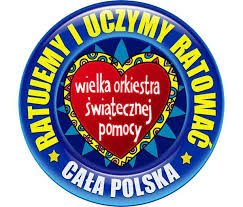 RATUJEMY I UCZYMY RATOWAĆ
wielka orkiestra
świątecznej
pomocy
CAŁA POLSKA